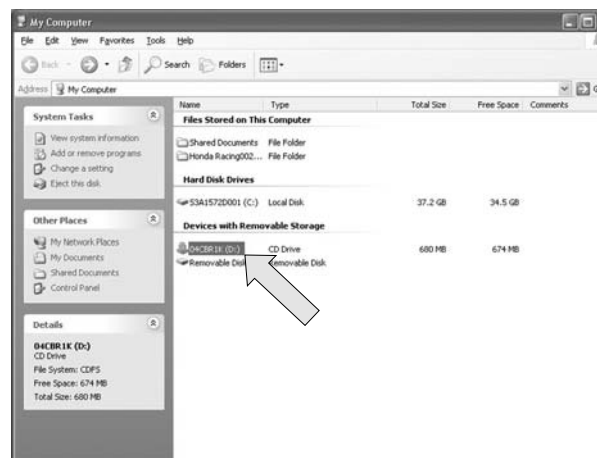 My Computer
File Edit View Favorites Tools Help
Back Search Folders
Address My Computer
Name Type Total Size Free Space Comments
System Tasks
View system information
Add or remove programs
Change a setting
Eject this disk
Other Places
My Network Places
My Documents
Shared Documents
Control Panel
Details
04CBR1K (D:)
CD Drive
File System: CDFS
Free Space: 674 MB
Total Size: 680 MB
Files Stored on This Computer
Shared Documents File Folder
Honda Racing002... File Folder
Hard Disk Drives
S3A1572D001 (C:) Local Disk 37.2 GB 34.5 GB
Devices with Removable Storage
04CBR1K (D:) CD Drive 680 MB 674 MB
Removable Disk Removable Disk